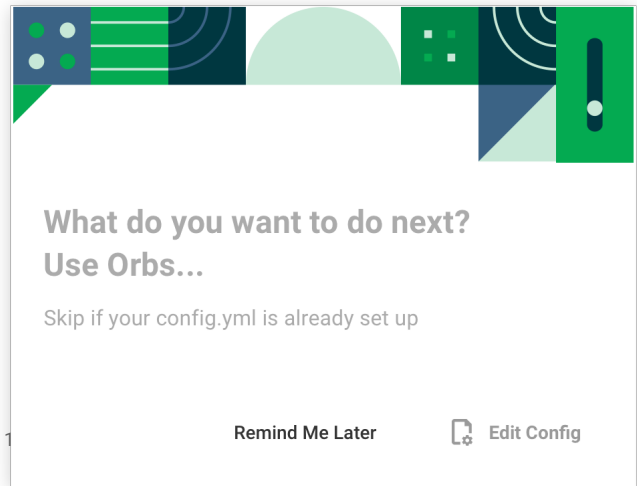 What do you want to do next?
Use Orbs...
Skip if your config.yml is already set up
1
Remind Me Later
Edit Config